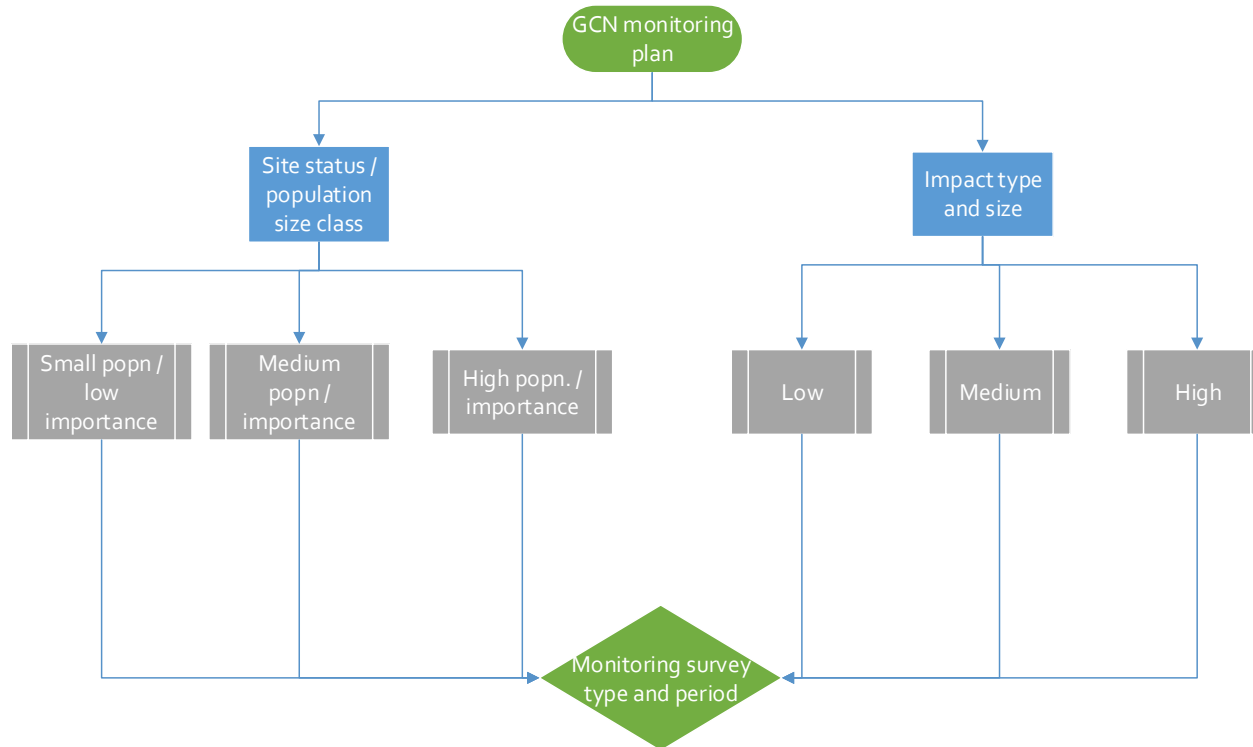 GCN monitoring
plan
Site status /
population
size class
Impact type
and size
Small popn /
low
importance
Medium
popn /
importance
High popn. /
importance
Low
Medium
High
Monitoring survey
type and period